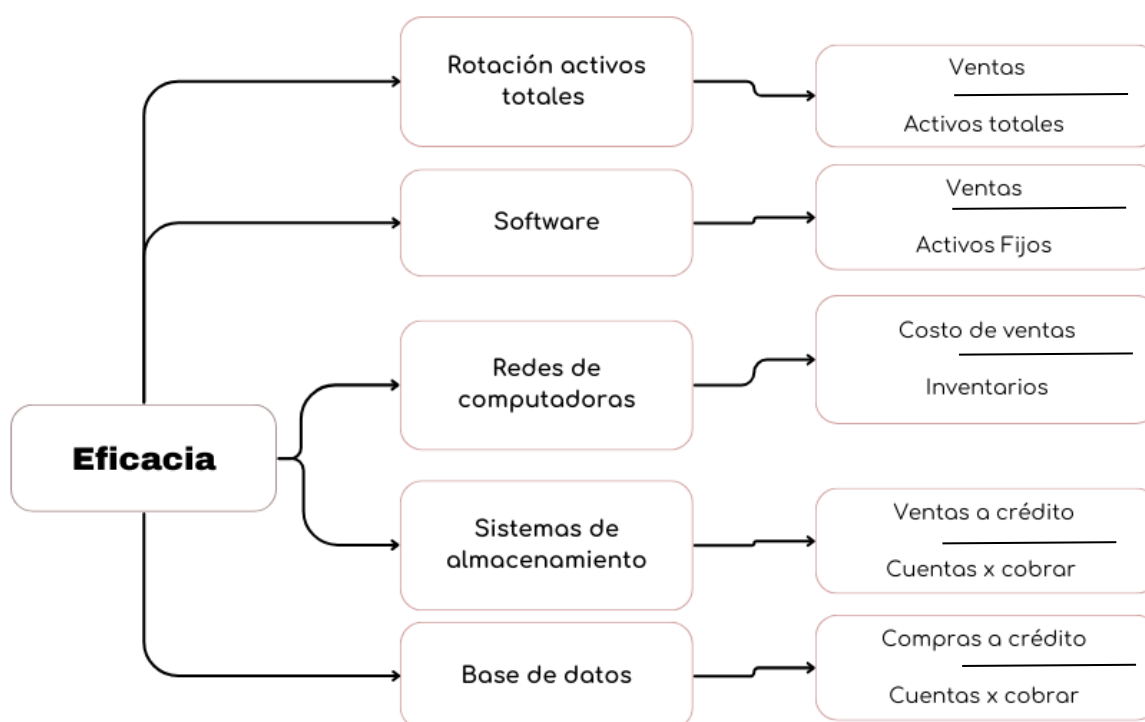 Rotación activos
totales
Ventas
Activos totales
Software
Ventas
Activos Fijos
Redes de
computadoras
Costo de ventas
Inventarios
Eficacia
Sistemas de
almacenamiento
Ventas a crédito
Cuentas x cobrar
Base de datos
Compras a crédito
Cuentas x cobrar